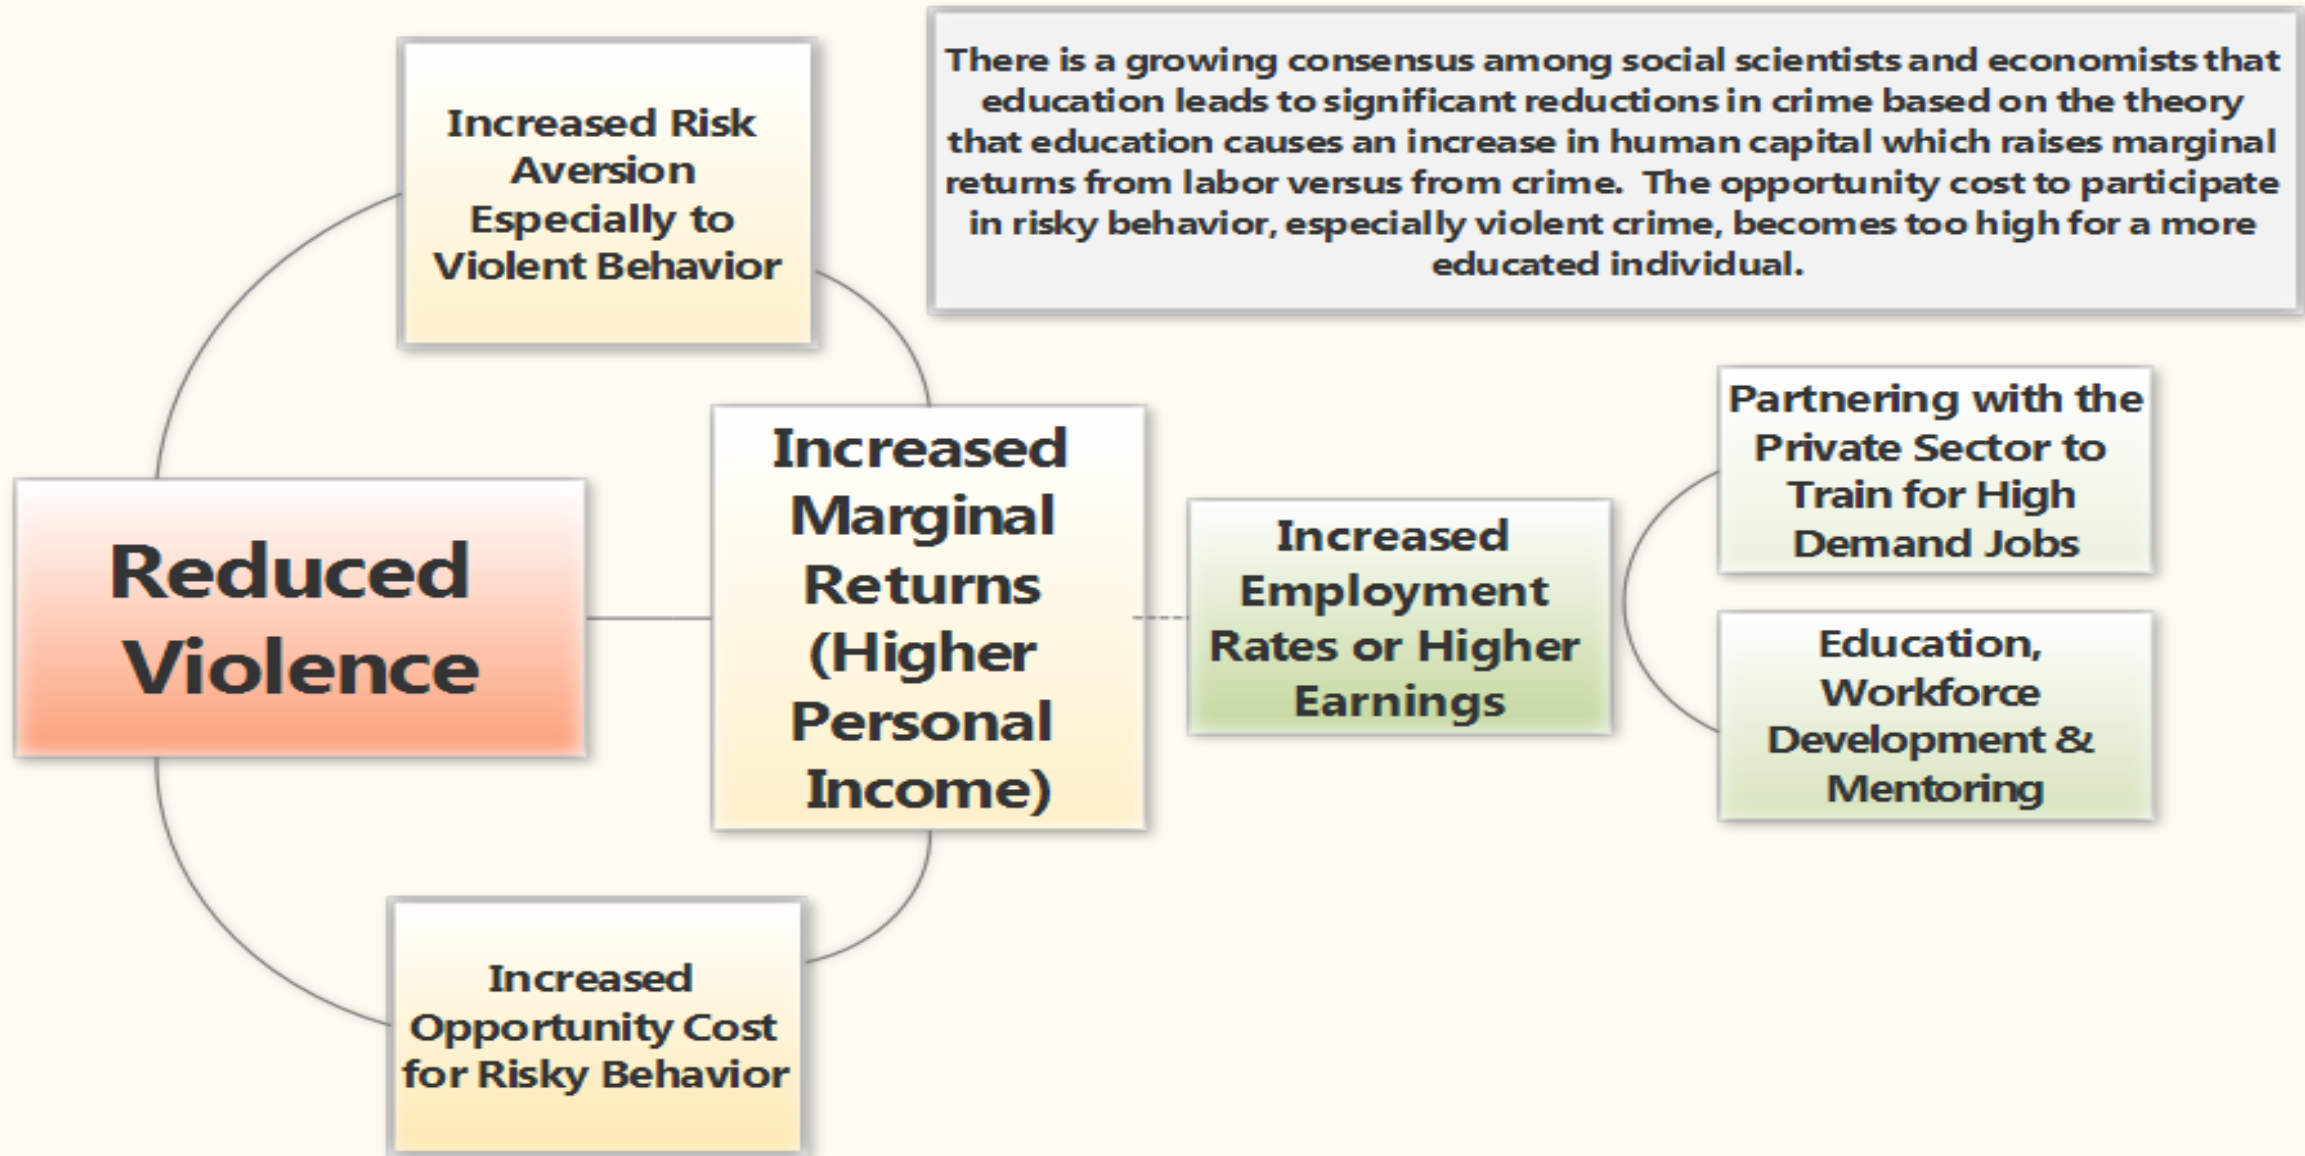 There is a growing consensus among social scientists and economists that
education leads to significant reductions in crime based on the theory
that education causes an increase in human capital which raises marginal
returns from labor versus from crime.  The opportunity cost to participate
in risky behavior, especially violent crime, becomes too high for a more
educated individual.
Increased Risk
Aversion
Especially to
Violent Behavior
Reduced
Violence
Increased
Marginal
Returns
(Higher
Personal
Income)
Increased
Employment
Rates or Higher
Earnings
Partnering with the
Private Sector to
Train for High
Demand Jobs
Education,
Workforce
Development &
Mentoring
Increased
Opportunity Cost
for Risky Behavior